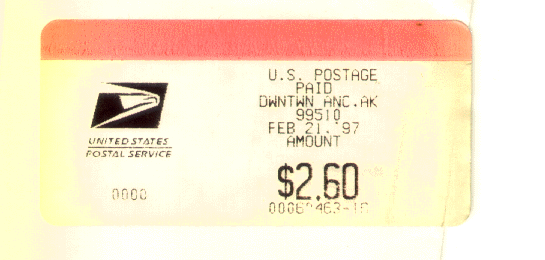 U.S. POSTAGE
PAID
DWNTWN ANC.AK
99510
FEB 21.'97
AMOUNT
$2.60
UNITED STATES
POSTAL SERVICE
0000